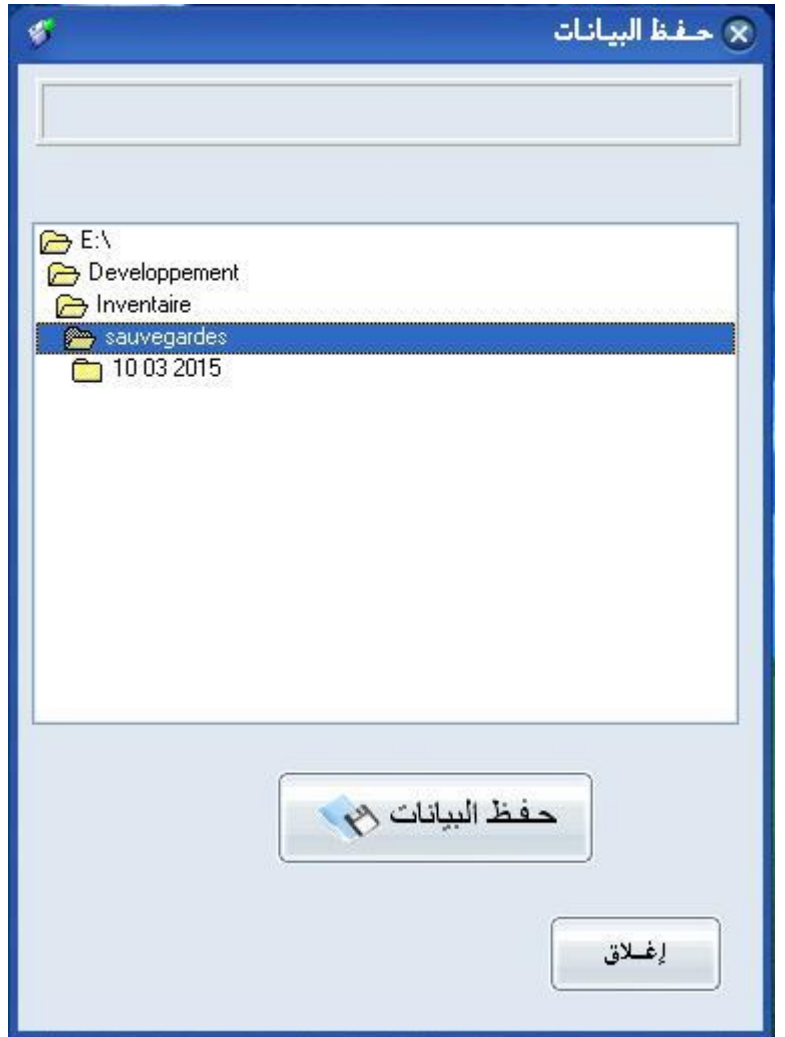 حفظ البيانات
E:\
Developpement
Inventaire
sauvegardes
10 03 2015
حفظ البيانات
إغلاق